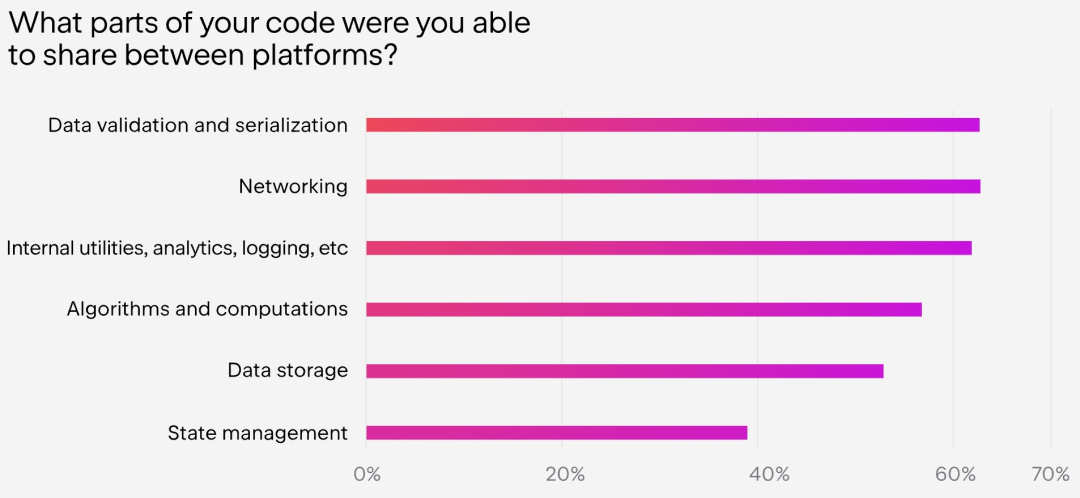 What parts of your code were you able
to share between platforms?
Data validation and serialization
Networking
Internal utilities, analytics, logging, etc
Algorithms and computations
Data storage
State management
0% 20% 40% 60% 70%